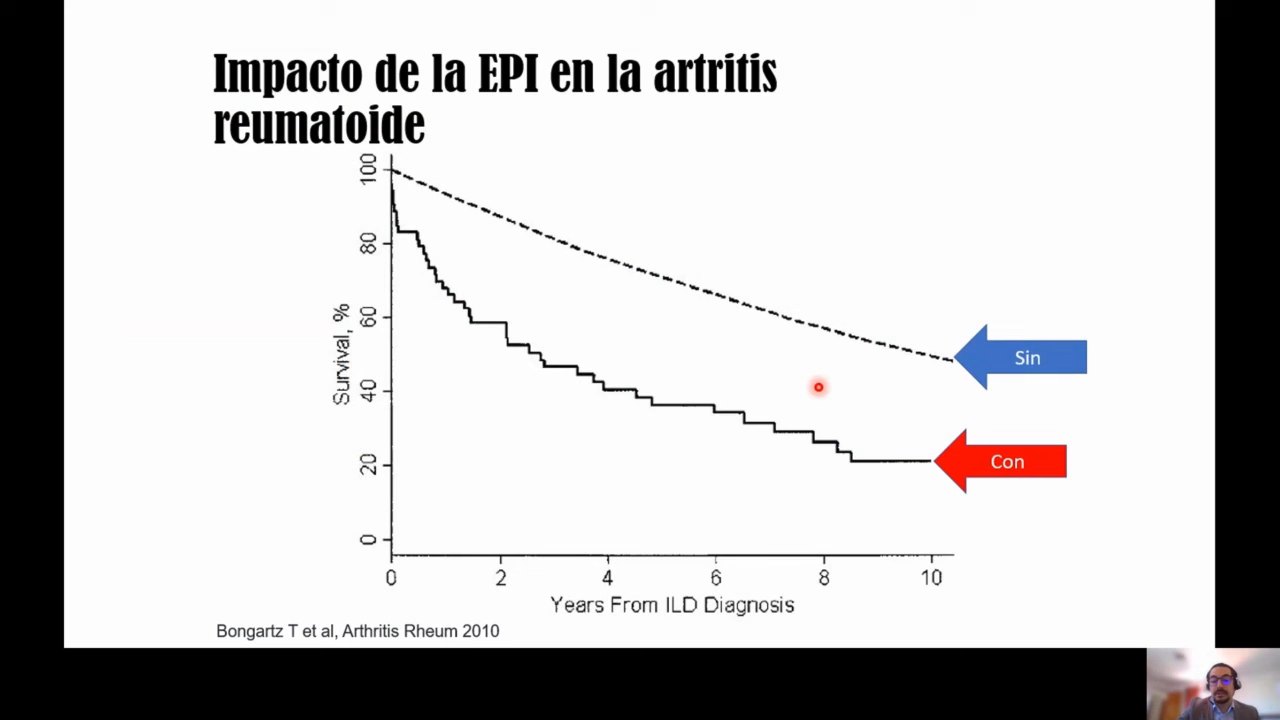 Impacto de la EPI en la artritis
reumatoide
100
80
60
40
20
0
Survival, %
Sin
Con
0 2 4 6 8 10
Years From ILD Diagnosis
Bongartz T et al, Arthritis Rheum 2010